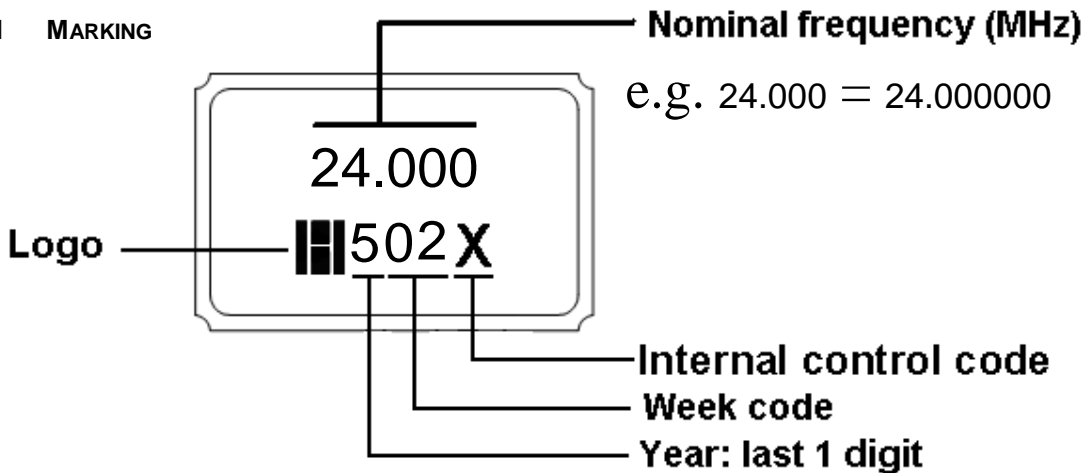 MARKING
Nominal frequency (MHz)
e.g. 24.000 = 24.000000
24.000
Logo
502X
Internal control code
Week code
Year: last 1 digit